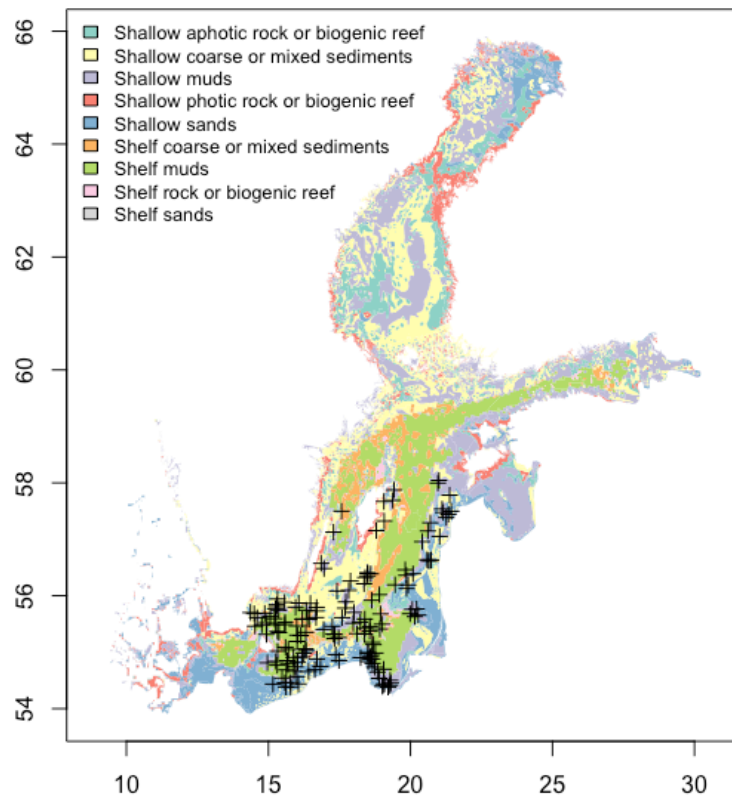 66
Shallow aphotic rock or biogenic reef
Shallow coarse or mixed sediments
Shallow muds
Shallow photic rock or biogenic reef
Shallow sands
Shelf coarse or mixed sediments
Shelf muds
Shelf rock or biogenic reef
Shelf sands
64
62
60
58
56
54
10 15 20 25 30